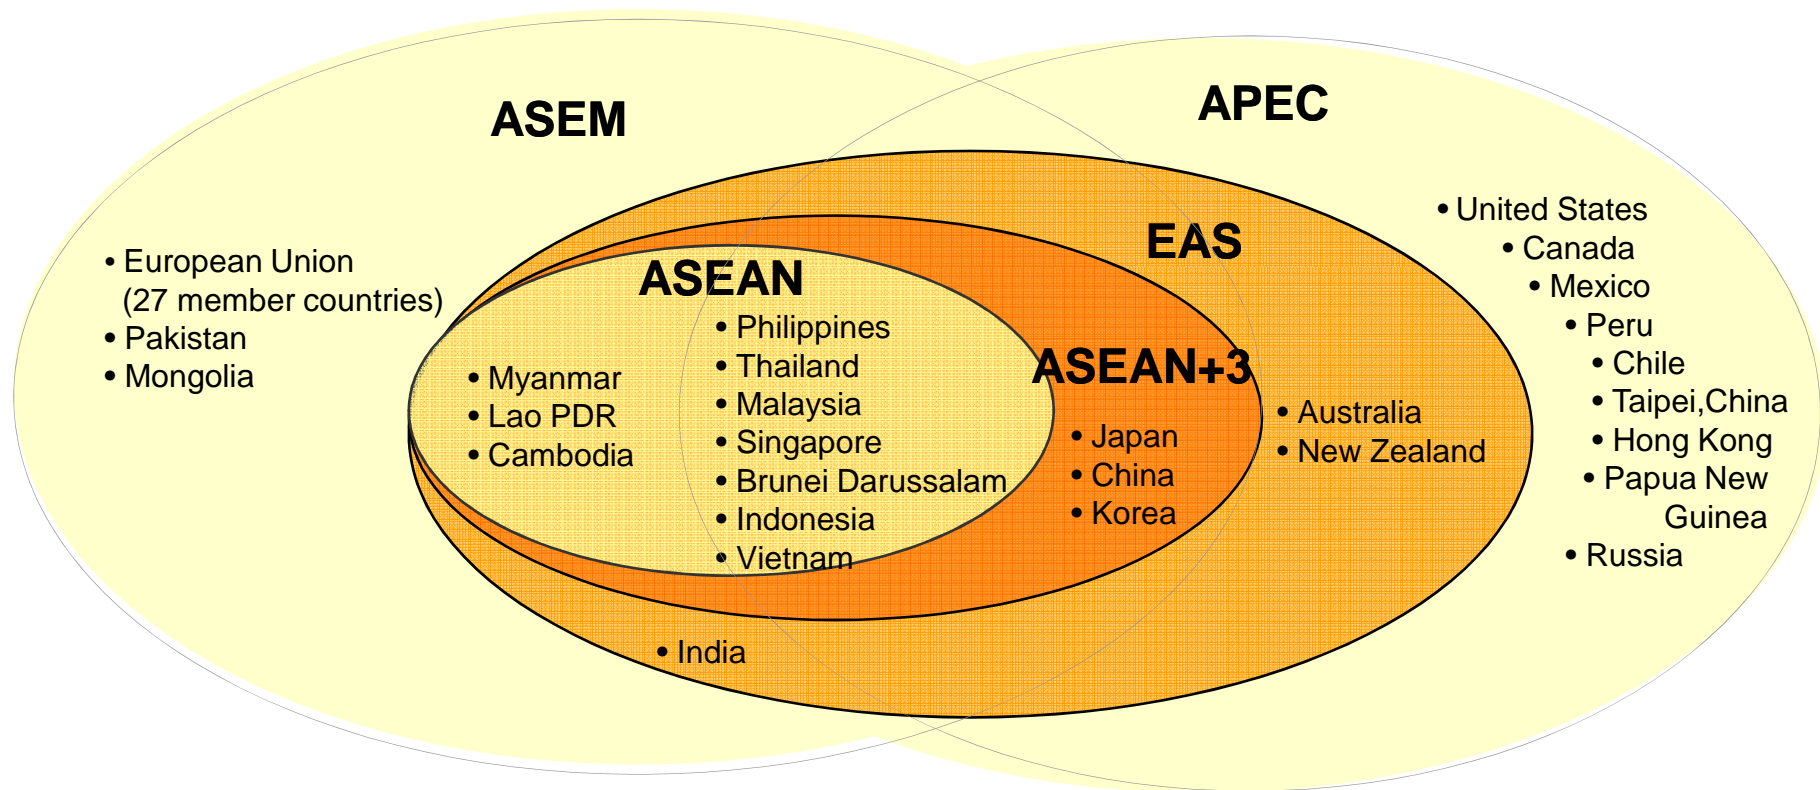 ASEM
APEC
EAS
ASEAN
ASEAN+3
• European Union
(27 member countries)
• Pakistan
• Mongolia
• Myanmar
• Lao PDR
• Cambodia
• Philippines
• Thailand
• Malaysia
• Singapore
• Brunei Darussalam
• Indonesia
• Vietnam
• Japan
• China
• Korea
• Australia
• New Zealand
• India
• United States
• Canada
• Mexico
• Peru
• Chile
• Taipei,China
• Hong Kong
• Papua New
Guinea
• Russia